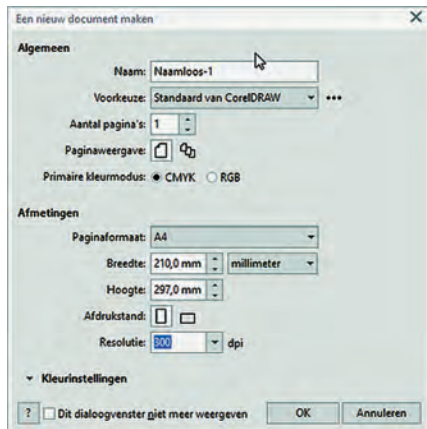 Een nieuw document maken
Algemeen
Naam: Naamloos-1
Voorkeuze: Standaard van CorelDRAW
Aantal pagina's: 1
Paginaweergave:
Primaire kleurmodus: CMYK RGB
Afmetingen
Paginaformaat: A4
Breedte: 210,0 mm millimeter
Hoogte: 297,0 mm
Afdrukstand:
Resolutie: 300 dpi
Kleurinstellingen
? Dit dialoogvenster niet meer weergeven OK Annuleren